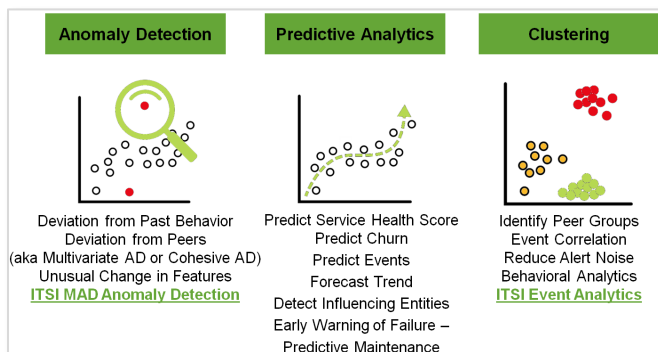 Anomaly Detection
Deviation from Past Behavior
Deviation from Peers
(aka Multivariate AD or Cohesive AD)
Unusual Change in Features
ITSI MAD Anomaly Detection
Predictive Analytics
Predict Service Health Score
Predict Churn
Predict Events
Forecast Trend
Detect Influencing Entities
Early Warning of Failure –
Predictive Maintenance
Clustering
Identify Peer Groups
Event Correlation
Reduce Alert Noise
Behavioral Analytics
ITSI Event Analytics